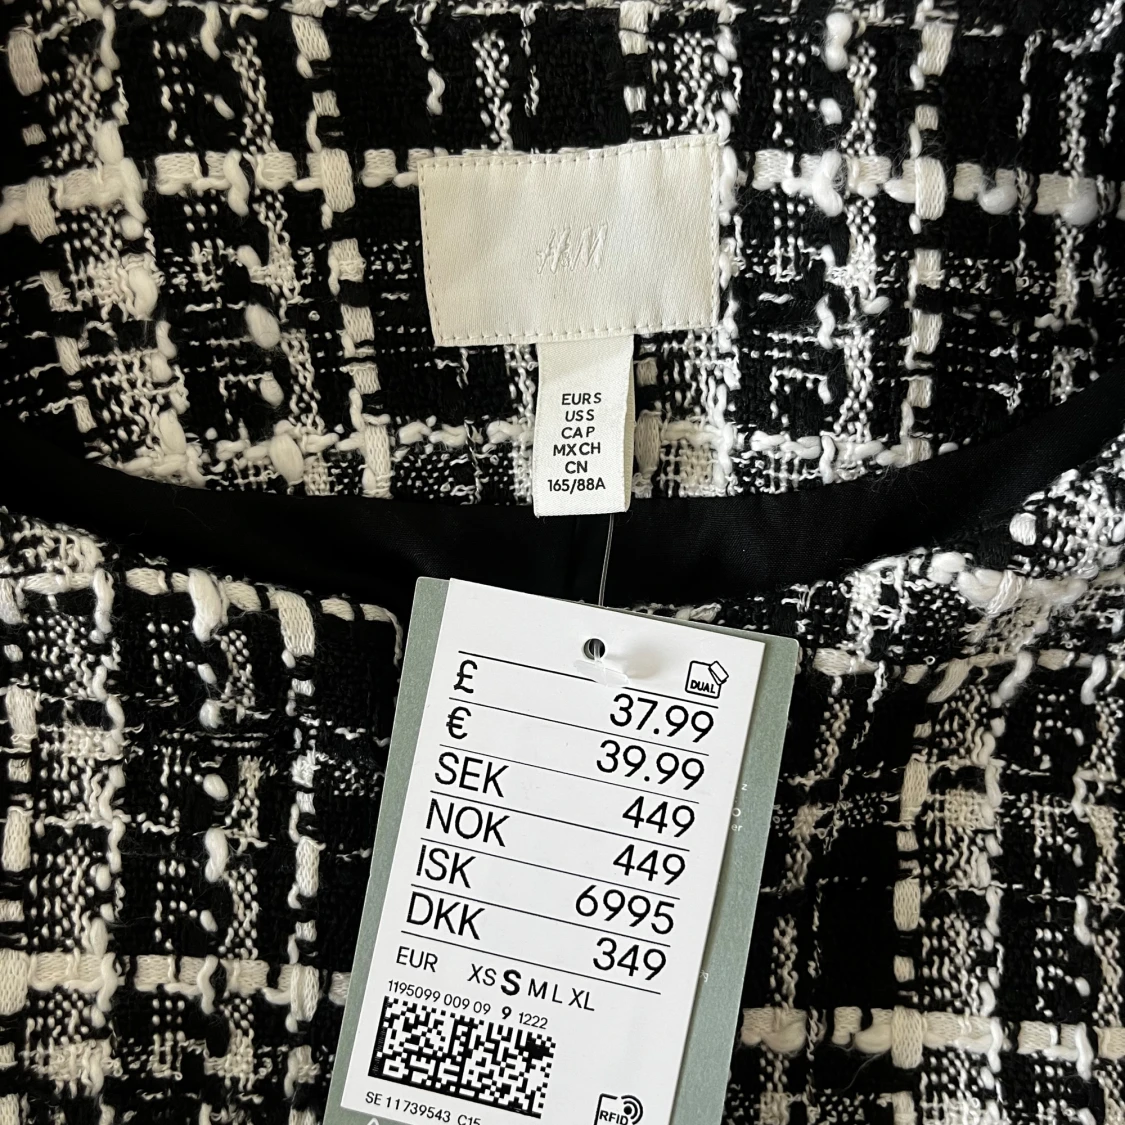 H&M
EUR S
US S
CA P
MX CH
CN
165/88A
DUAL
£ 37.99
€ 39.99
SEK 449
NOK 449
ISK 6995
DKK 349
EUR XS S M L XL
1195099 009 09 9 1222
SE 11739543 C15
RFID